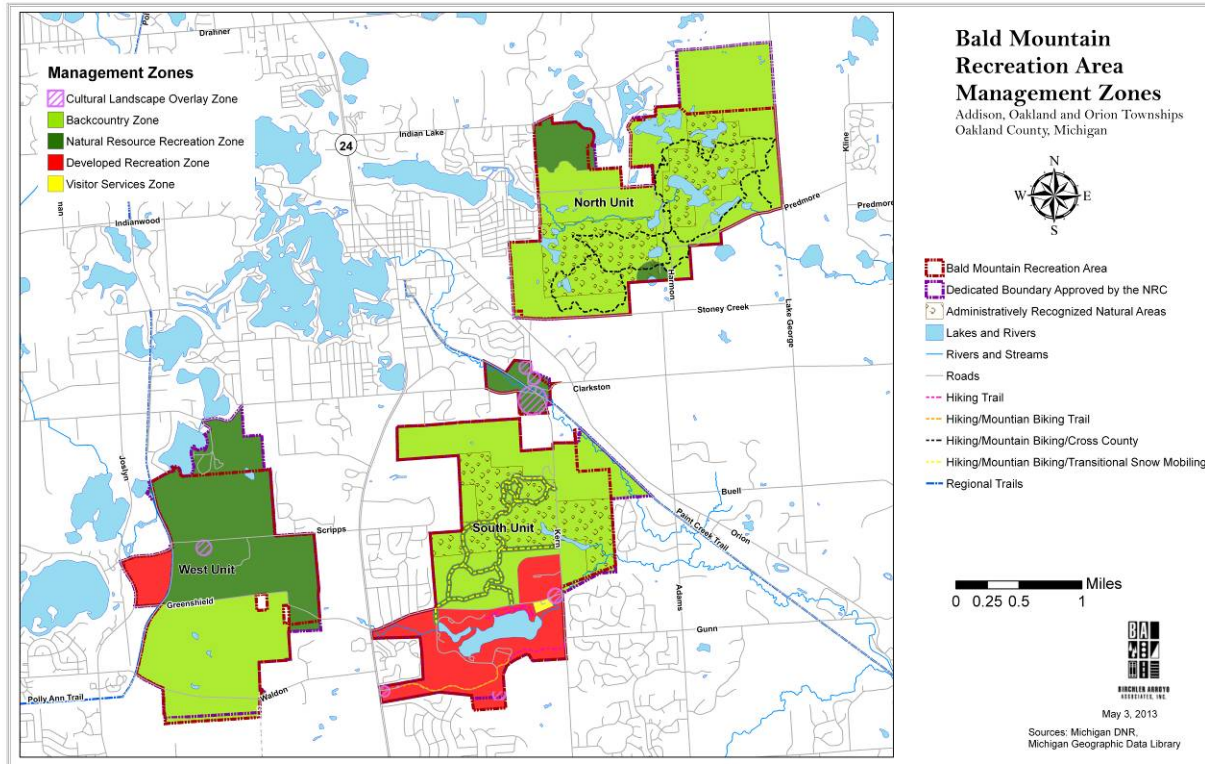 Bald Mountain
Recreation Area
Management Zones
Addison, Oakland and Orion Townships
Oakland County, Michigan
N
W
E
S
Bald Mountain Recreation Area
Dedicated Boundary Approved by the NRC
Administratively Recognized Natural Areas
Lakes and Rivers
Rivers and Streams
Roads
Hiking Trail
Hiking/Mountian Biking Trail
Hiking/Mountain Biking/Cross County
Hiking/Mountian Biking/Transitional Snow Mobiling
Regional Trails
Miles
0 0.25 0.5 1
BA
BIRCHLER ARROYO
ASSOCIATES, INC.
May 3, 2013
Sources: Michigan DNR,
Michigan Geographic Data Library
Management Zones
Cultural Landscape Overlay Zone
Backcountry Zone
Natural Resource Recreation Zone
Developed Recreation Zone
Visitor Services Zone
Drahner
24
Indian Lake
Kline
Indianwood
North Unit
Predmore
Predmore
Harmon
Stoney Creek
Lake George
Clarkston
Joslyn
Buell
Scripps
South Unit
Kern
Paint Creek Trail
Orion
West Unit
Greenshield
Adams
Gunn
Polly Ann Trail
Waldon